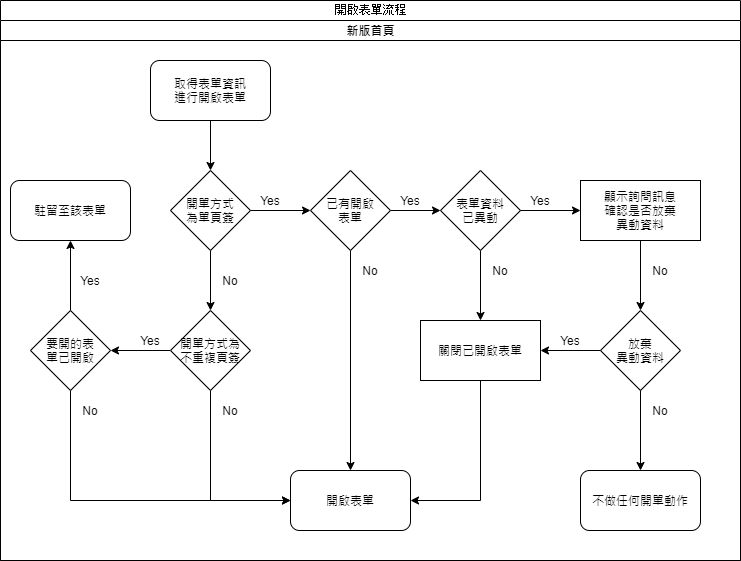 開啟表單流程
新版首頁
取得表單資訊
進行開啟表單
駐留至該表單
開單方式
為單頁簽
Yes
已有開啟
表單
Yes
表單資料
已異動
Yes
顯示詢問訊息
確認是否放棄
異動資料
Yes
No
No
No
No
要開的表
單已開啟
Yes
開單方式為
不重複頁簽
關閉已開啟表單
Yes
放棄
異動資料
No
No
No
開啟表單
不做任何開單動作